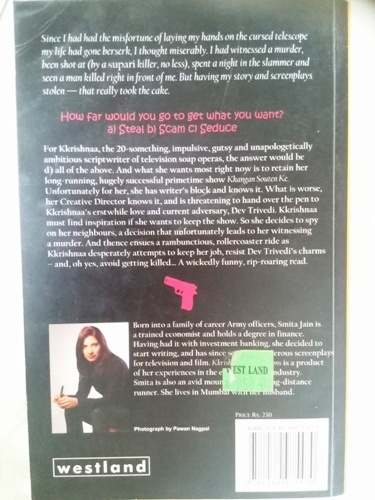 Since I had had the misfortune of laying my hands on the cursed telescope
my life had gone berserk, I thought miserably. I had witnessed a murder,
been shot at (by a supari killer, no less), spent a night in the slammer and
seen a man killed right in front of me. But having my story and screenplays
stolen — that really took the cake.
How far would you go to get what you want?
a) Steal b) Scam c) Seduce
For Kkrishnaa, the 20-something, impulsive, gutsy and unapologetically
ambitious scriptwriter of television soap operas, the answer would be
d) all of the above. And what she wants most right now is to retain her
long-running, hugely successful primetime show Khangan Souten Ke.
Unfortunately for her, she has writer's block and knows it. What is worse,
her Creative Director knows it, and is threatening to hand over the pen to
Kkrishnaa's erstwhile love and current adversary, Dev Trivedi. Kkrishnaa
must find inspiration if she wants to keep the show. So she decides to spy
on her neighbours, a decision that unfortunately leads to her witnessing
a murder. And thence ensues a rambunctious, rollercoaster ride as
Kkrishnaa desperately attempts to keep her job, resist Dev Trivedi's charms
– and, oh yes, avoid getting killed... A wickedly funny, rip-roaring read.
Born into a family of career Army officers, Smita Jain is
a trained economist and holds a degree in finance.
Having had it with investment banking, she decided to
start writing, and has since screenplays
for television and film. is a product
of her experiences in the industry.
Smita is also an avid long-distance
runner. She lives in Mumbai with her husband.
WEST LAND
Price Rs. 250
Photograph by Pawan Nagpal
westland